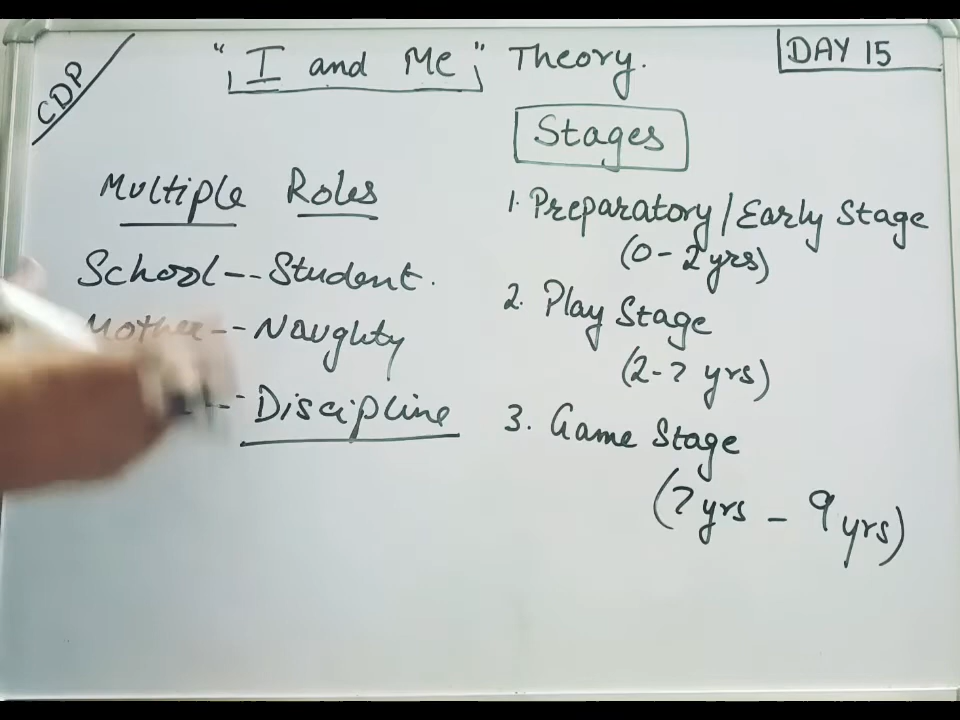 CDP
"I and Me" Theory.
DAY 15
Stages
Multiple Roles
School -- Student.
Mother -- Naughty
-- Discipline
1. Preparatory / Early Stage
(0 - 2 yrs)
2. Play Stage
(2 - 7 yrs)
3. Game Stage
(7 yrs - 9 yrs)